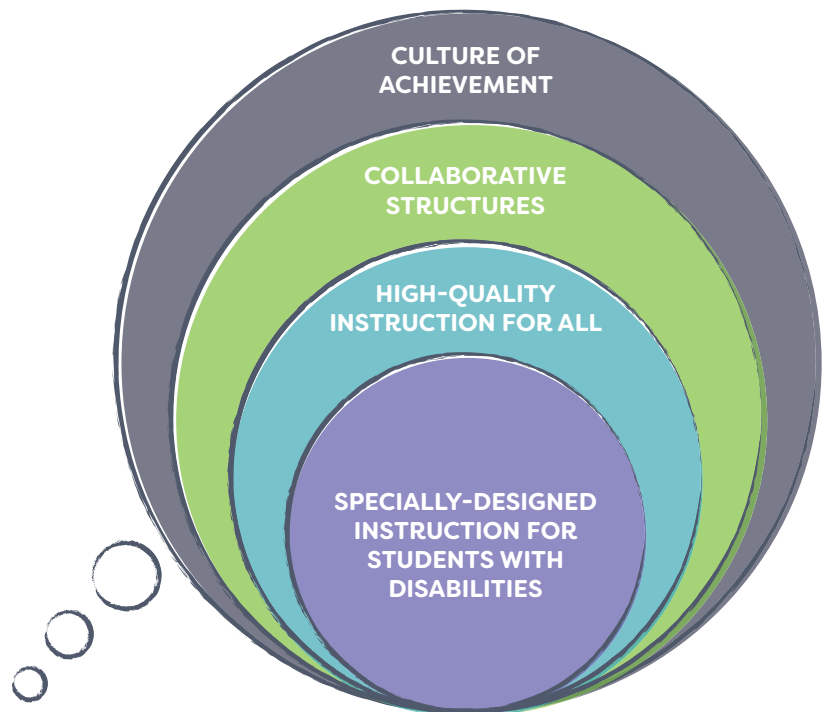 CULTURE OF
ACHIEVEMENT
COLLABORATIVE
STRUCTURES
HIGH-QUALITY
INSTRUCTION FOR ALL
SPECIALLY-DESIGNED
INSTRUCTION FOR
STUDENTS WITH
DISABILITIES